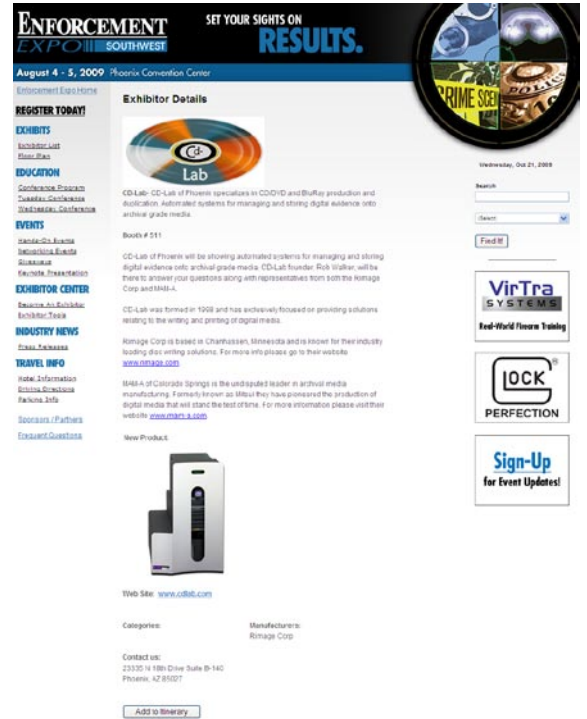 ENFORCEMENT
EXPO SOUTHWEST
SET YOUR SIGHTS ON
RESULTS.
August 4 - 5, 2009 Phoenix Convention Center
CRIME SCENE
POLICE
Enforcement Expo Home
REGISTER TODAY!
EXHIBITS
Exhibitor List
Floor Plan
EDUCATION
Conference Program
Tuesday Conference
Wednesday Conference
EVENTS
Hands-On Events
Networking Events
Giveaways
Keynote Presentation
EXHIBITOR CENTER
Become An Exhibitor
Exhibitor Tools
INDUSTRY NEWS
Press Releases
TRAVEL INFO
Hotel Information
Driving Directions
Parking Info
Sponsors / Partners
Frequent Questions
Exhibitor Details
Cd-
Lab
CD-Lab- CD-Lab of Phoenix specializes in CD/DVD and BluRay production and
duplication. Automated systems for managing and storing digital evidence onto
archival grade media.
Booth # 511
CD-Lab of Phoenix will be showing automated systems for managing and storing
digital evidence onto archival grade media. CD-Lab founder, Rob Walker, will be
there to answer your questions along with representatives from both the Rimage
Corp and MAM-A.
CD-Lab was formed in 1998 and has exclusively focused on providing solutions
relating to the writing and printing of digital media.
Rimage Corp is based in Chanhassen, Minnesota and is known for their industry
leading disc writing solutions. For more info please go to their website
www.rimage.com.
MAM-A of Colorado Springs is the undisputed leader in archival media
manufacturing. Formerly known as Mitsui they have pioneered the production of
digital media that will stand the test of time. For more information please visit their
website www.mam-a.com.
New Product:
Web Site: www.cdlab.com
Categories:
Manufacturers:
Rimage Corp
Contact us:
23335 N 18th Drive Suite B-140
Phoenix, AZ 85027
Add to Itinerary
Wednesday, Oct 21, 2009
Search
Select
Find It!
VirTra
SYSTEMS
Real-World Firearm Training
GLOCK
PERFECTION
Sign-Up
for Event Updates!